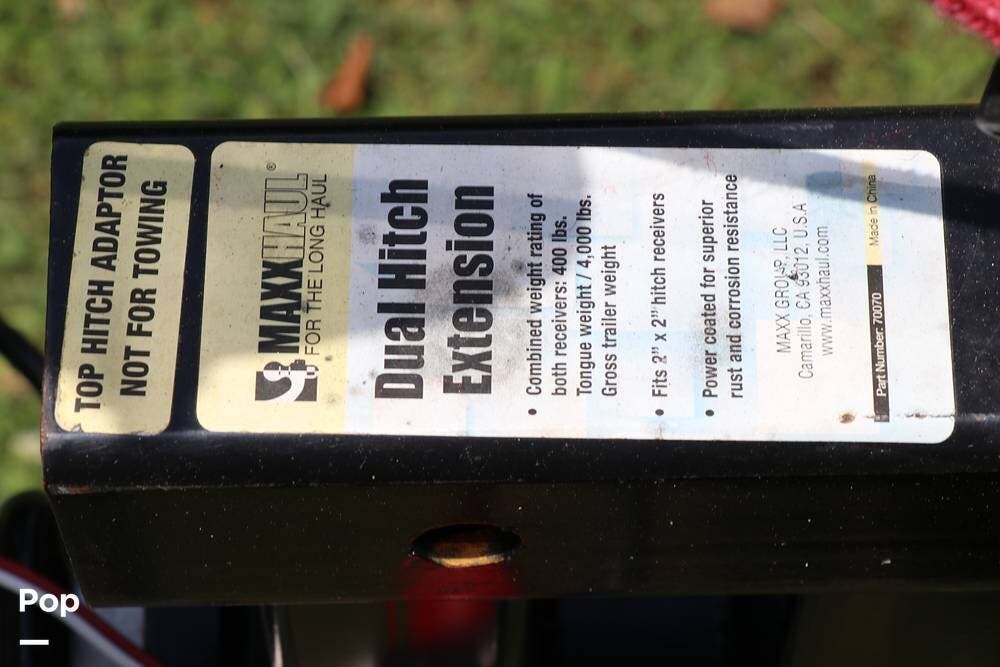 TOP HITCH ADAPTOR
NOT FOR TOWING
MAXXHAUL®
FOR THE LONG HAUL
Dual Hitch
Extension
• Combined weight rating of
both receivers: 400 lbs.
Tongue weight / 4,000 lbs.
Gross trailer weight
• Fits 2" x 2" hitch receivers
• Power coated for superior
rust and corrosion resistance
MAXX GROUP, LLC
Camarillo, CA 93012, U.S.A
www.maxxhaul.com
Part Number: 70070
Made in China
Pop